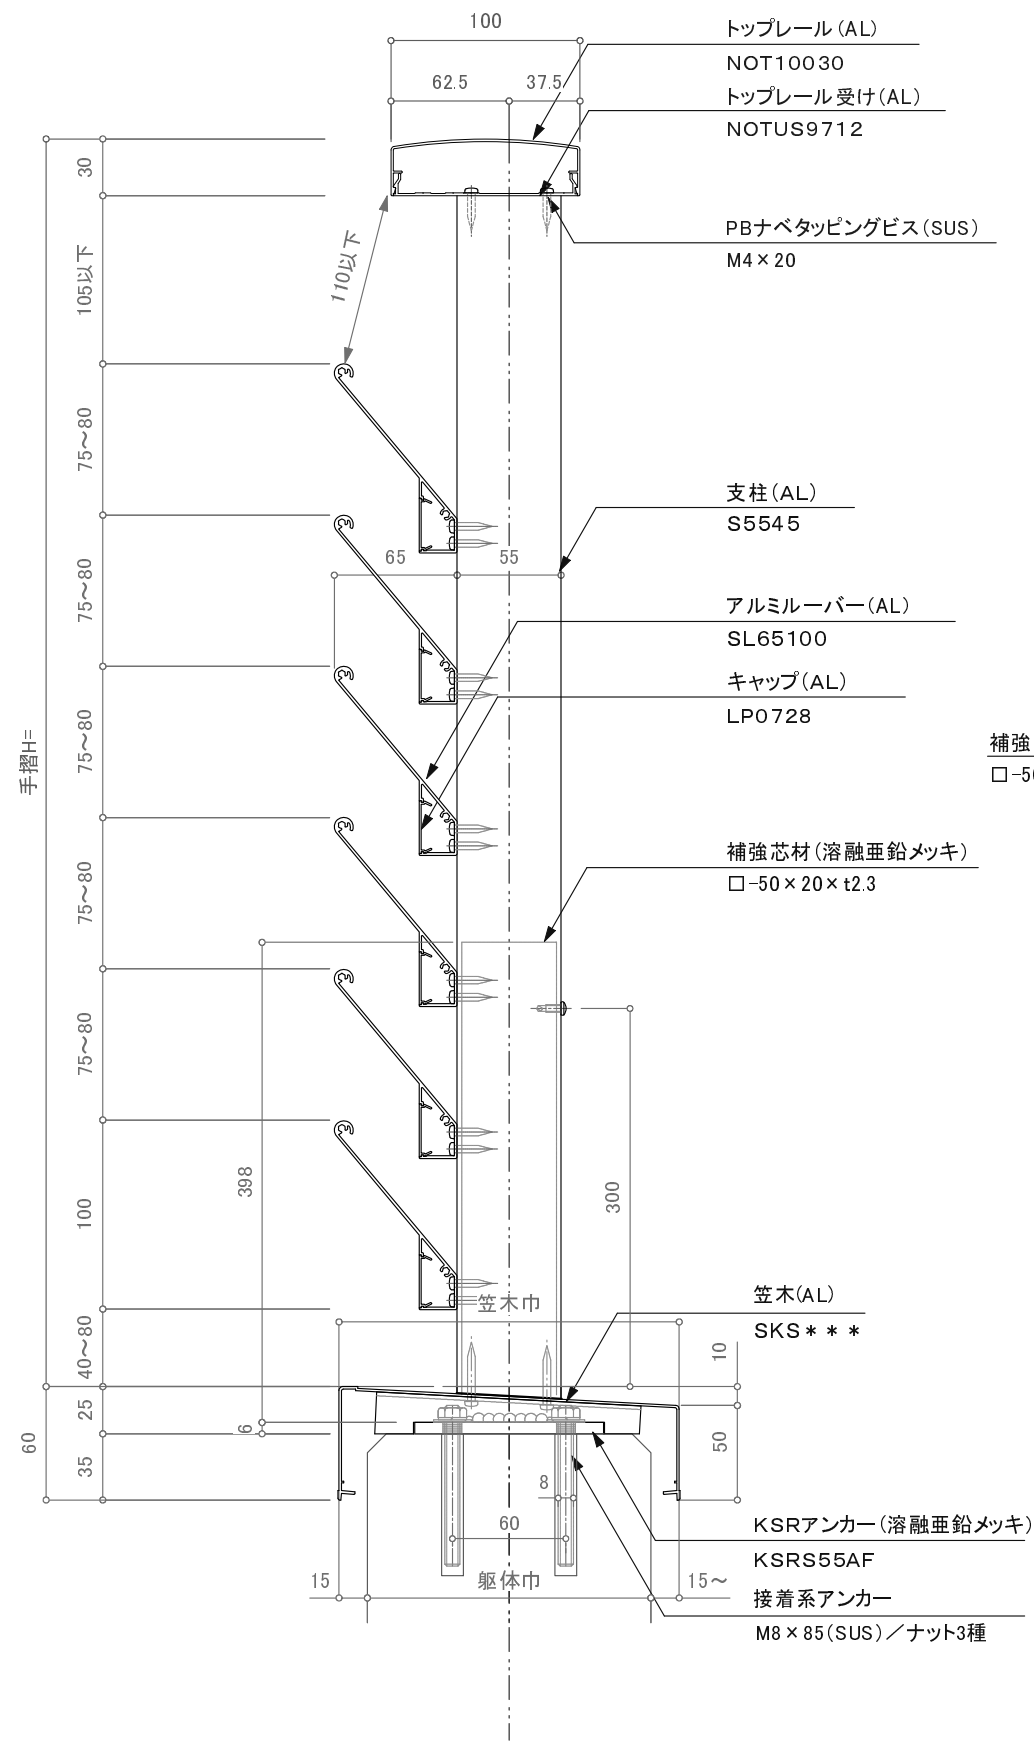 100
トップレール(AL)
NOT10030
62.5
37.5
トップレール受け(AL)
NOTUS9712
30
PBナベタッピングビス(SUS)
M4×20
105以下
110以下
75～80
支柱(AL)
S5545
65
55
75～80
アルミルーバー(AL)
SL65100
キャップ(AL)
LP0728
75～80
手摺H=
補強
□-50
補強芯材(溶融亜鉛メッキ)
□-50×20×t2.3
75～80
75～80
398
300
100
笠木巾
笠木(AL)
SKS＊＊＊
40～80
10
25
6
60
35
50
8
60
KSRアンカー(溶融亜鉛メッキ)
KSRS55AF
15
躯体巾
15～
接着系アンカー
M8×85(SUS)／ナット3種